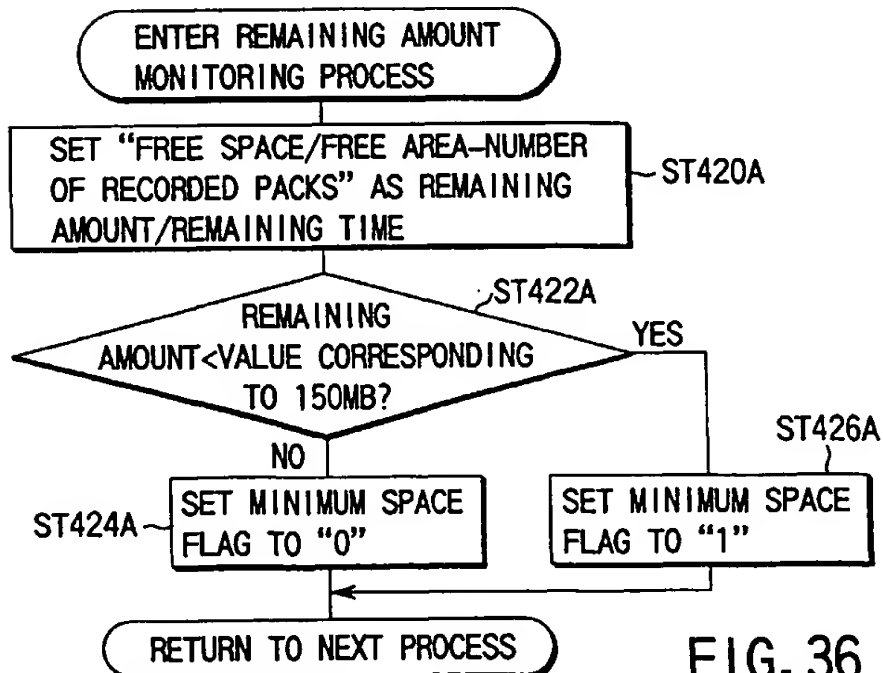 ENTER REMAINING AMOUNT
MONITORING PROCESS
SET “FREE SPACE/FREE AREA–NUMBER
OF RECORDED PACKS” AS REMAINING
AMOUNT/REMAINING TIME
ST420A
ST422A
REMAINING
AMOUNT<VALUE CORRESPONDING
TO 150MB?
YES
NO
ST426A
ST424A
SET MINIMUM SPACE
FLAG TO “0”
SET MINIMUM SPACE
FLAG TO “1”
RETURN TO NEXT PROCESS
FIG. 36